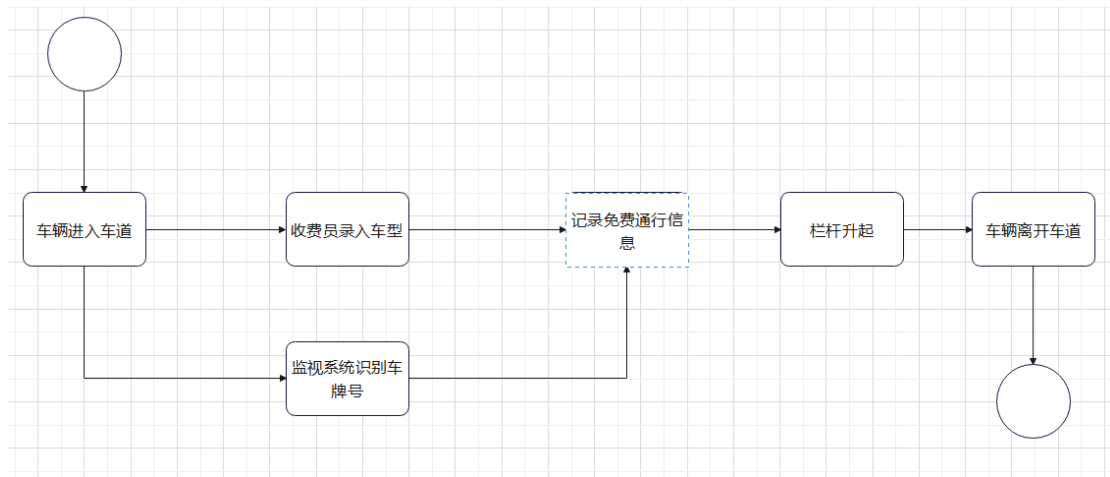 车辆进入车道
收费员录入车型
记录免费通行信
息
栏杆升起
车辆离开车道
监视系统识别车
牌号